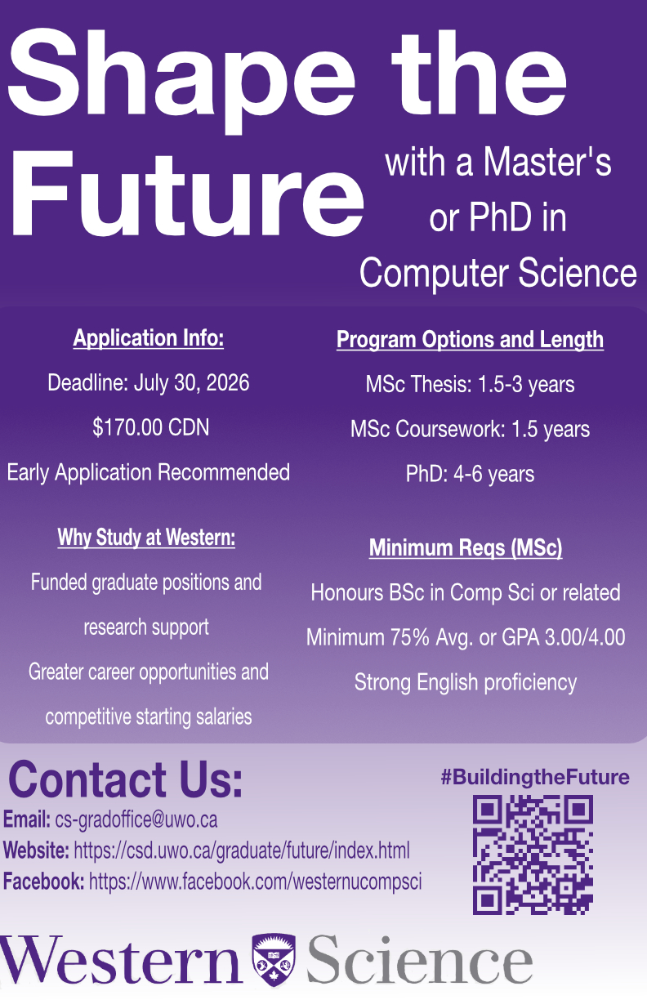 Shape the
Future
with a Master's
or PhD in
Computer Science
Application Info:
Deadline: July 30, 2026
$170.00 CDN
Early Application Recommended
Program Options and Length
MSc Thesis: 1.5-3 years
MSc Coursework: 1.5 years
PhD: 4-6 years
Why Study at Western:
Funded graduate positions and
research support
Greater career opportunities and
competitive starting salaries
Minimum Reqs (MSc)
Honours BSc in Comp Sci or related
Minimum 75% Avg. or GPA 3.00/4.00
Strong English proficiency
Contact Us:
Email: cs-gradoffice@uwo.ca
Website: https://csd.uwo.ca/graduate/future/index.html
Facebook: https://www.facebook.com/westernucompsci
#BuildingtheFuture
Western Science